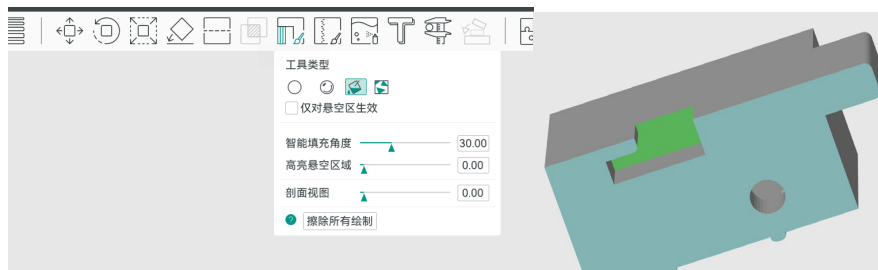 工具类型
仅对悬空区生效
智能填充角度 30.00
高亮悬空区域 0.00
剖面视图 0.00
? 擦除所有绘制